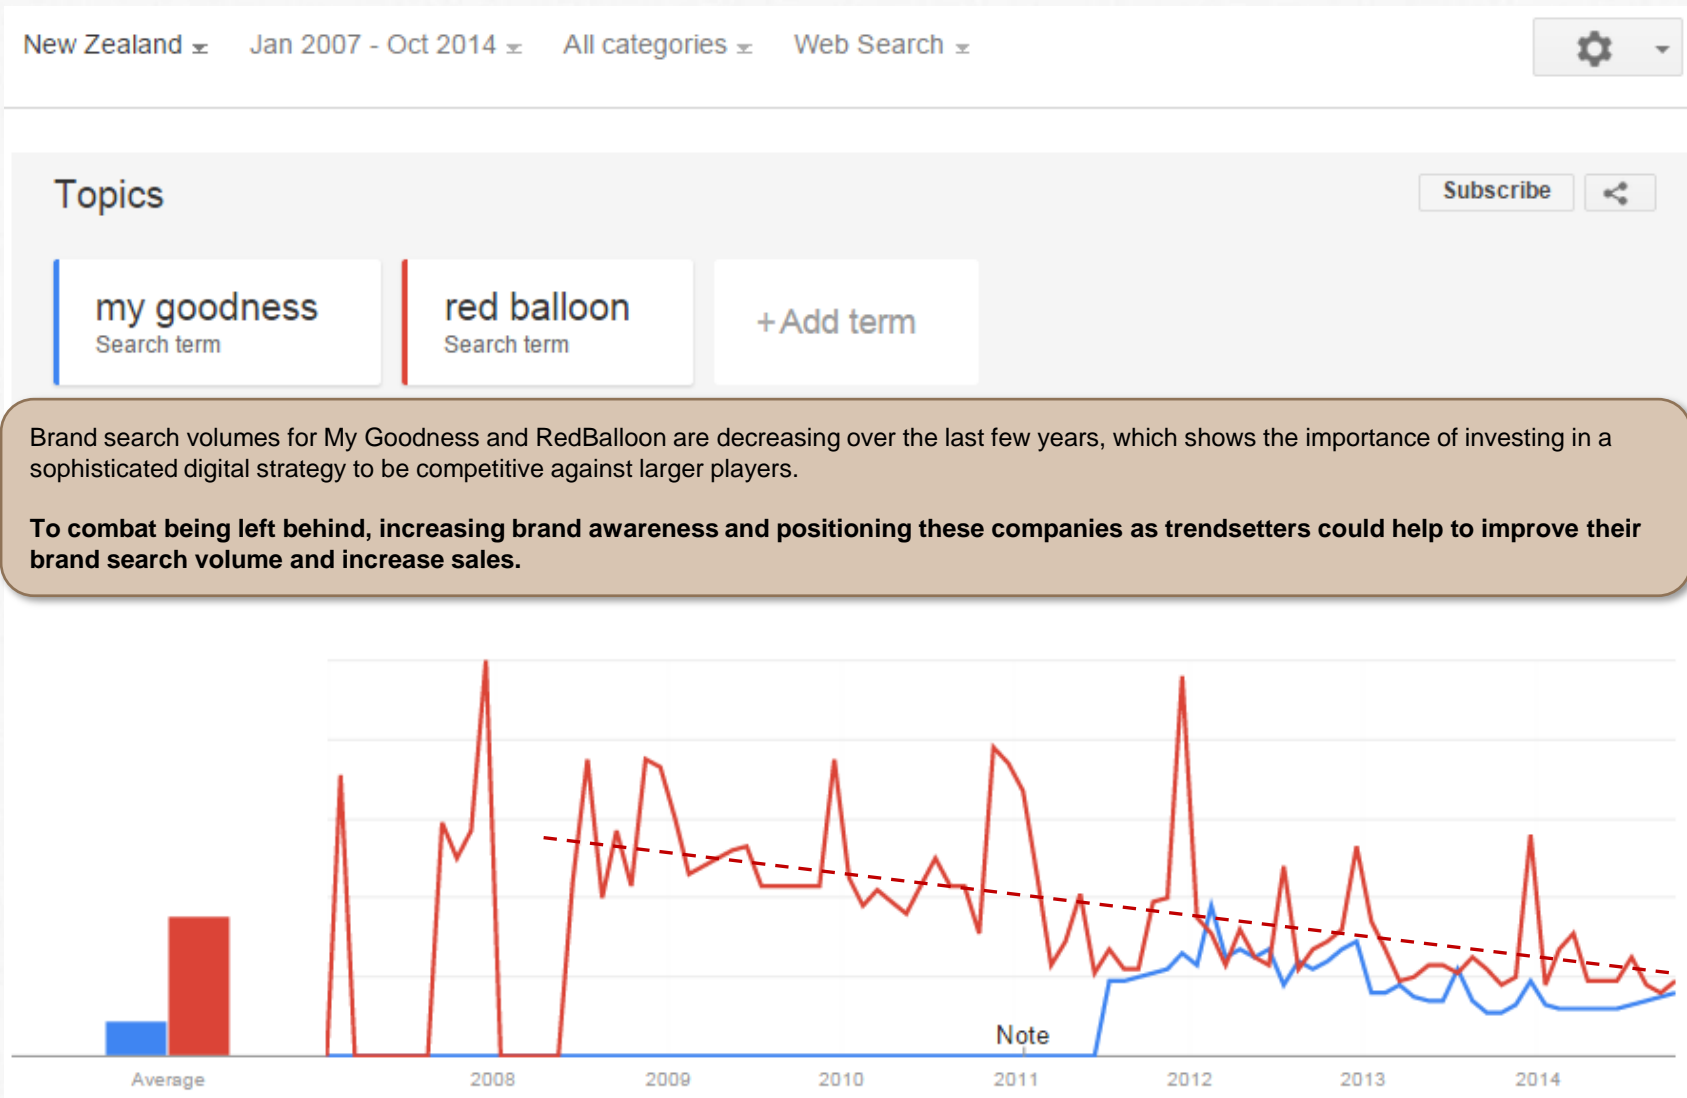 New Zealand Jan 2007 - Oct 2014 All categories Web Search
Topics
Subscribe
my goodness
Search term
red balloon
Search term
+Add term
Brand search volumes for My Goodness and RedBalloon are decreasing over the last few years, which shows the importance of investing in a
sophisticated digital strategy to be competitive against larger players.
To combat being left behind, increasing brand awareness and positioning these companies as trendsetters could help to improve their
brand search volume and increase sales.
Note
Average 2008 2009 2010 2011 2012 2013 2014